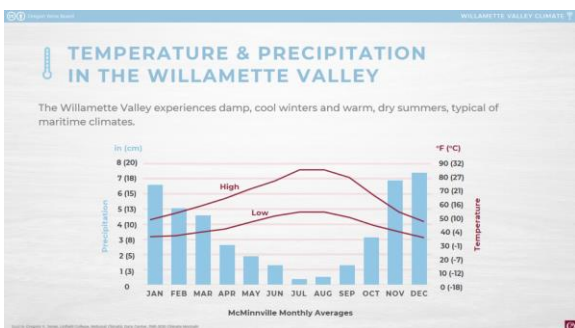 Oregon Wine Board
WILLAMETTE VALLEY CLIMATE
TEMPERATURE & PRECIPITATION
IN THE WILLAMETTE VALLEY
The Willamette Valley experiences damp, cool winters and warm, dry summers, typical of
maritime climates.
in (cm)
°F (°C)
8 (20)
7 (18)
6 (15)
5 (13)
4 (10)
3 (8)
2 (5)
1 (3)
0
Precipitation
High
Low
90 (32)
80 (27)
70 (21)
60 (16)
50 (10)
40 (4)
30 (-1)
20 (-7)
10 (-12)
0 (-18)
Temperature
JAN FEB MAR APR MAY JUN JUL AUG SEP OCT NOV DEC
McMinnville Monthly Averages